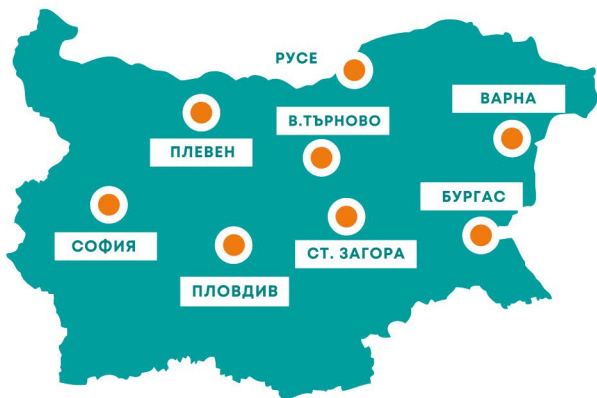 РУСЕ
ВАРНА
В.ТЪРНОВО
ПЛЕВЕН
БУРГАС
СОФИЯ
СТ. ЗАГОРА
ПЛОВДИВ